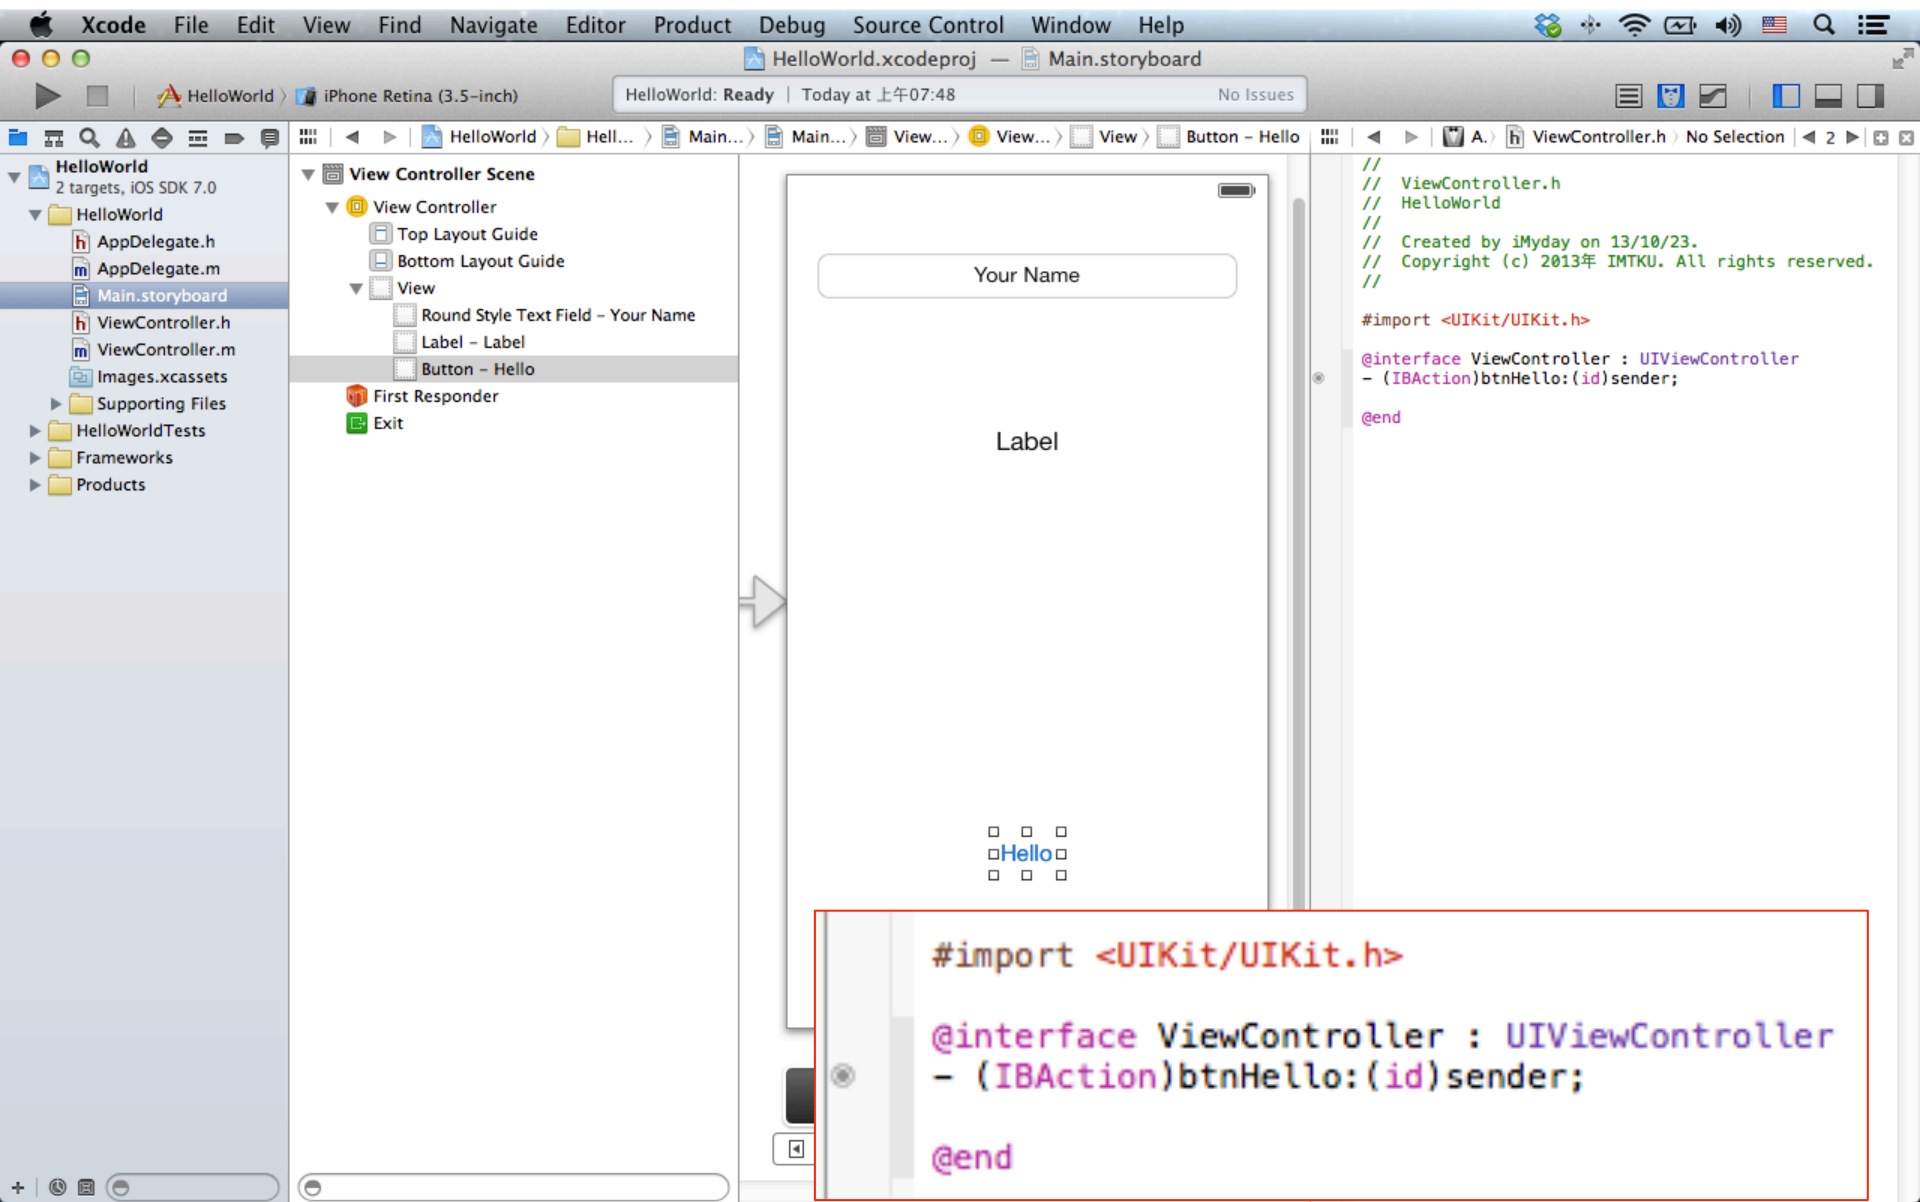 Xcode File Edit View Find Navigate Editor Product Debug Source Control Window Help
HelloWorld.xcodeproj — Main.storyboard
HelloWorld iPhone Retina (3.5-inch)
HelloWorld: Ready | Today at 上午07:48 No Issues
HelloWorld Hell... Main... Main... View... View... View Button – Hello
A. ViewController.h No Selection 2
HelloWorld
2 targets, iOS SDK 7.0
HelloWorld
AppDelegate.h
AppDelegate.m
Main.storyboard
ViewController.h
ViewController.m
Images.xcassets
Supporting Files
HelloWorldTests
Frameworks
Products
View Controller Scene
View Controller
Top Layout Guide
Bottom Layout Guide
View
Round Style Text Field – Your Name
Label – Label
Button – Hello
First Responder
Exit
Your Name
Label
Hello
//
// ViewController.h
// HelloWorld
//
// Created by iMyday on 13/10/23.
// Copyright (c) 2013年 IMTKU. All rights reserved.
//
#import <UIKit/UIKit.h>
@interface ViewController : UIViewController
- (IBAction)btnHello:(id)sender;
@end
#import <UIKit/UIKit.h>
@interface ViewController : UIViewController
- (IBAction)btnHello:(id)sender;
@end